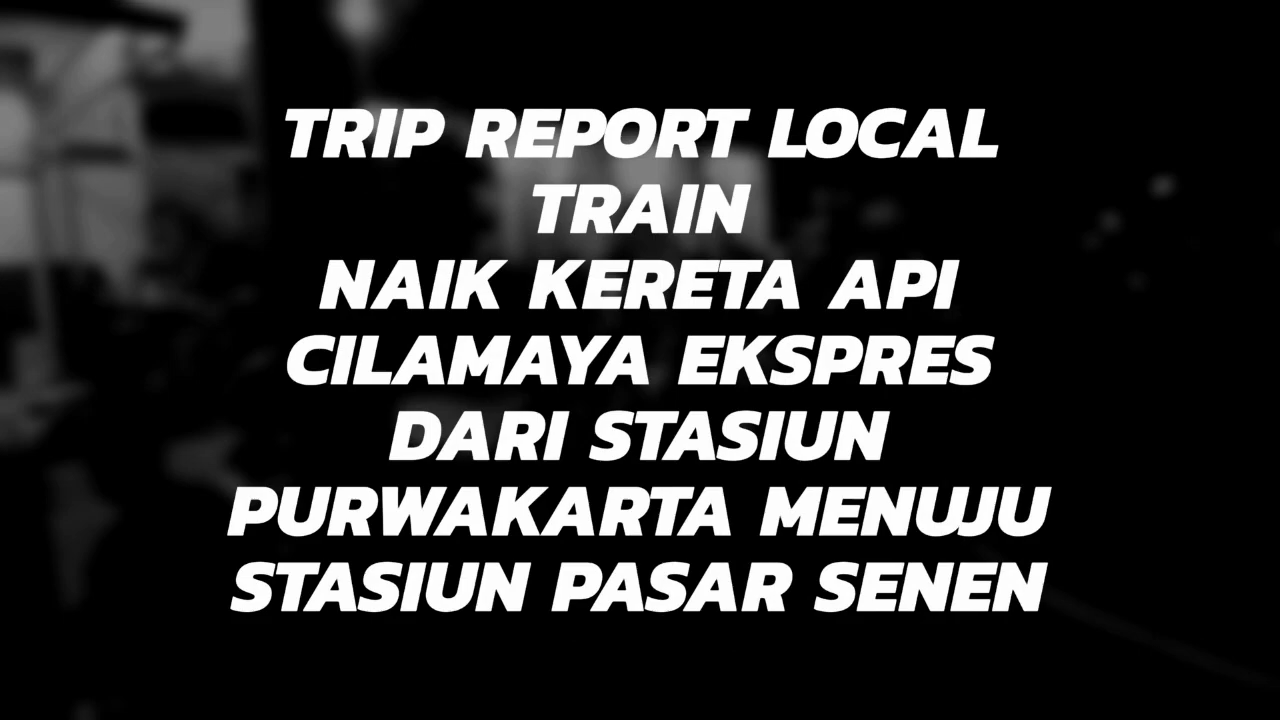 TRIP REPORT LOCAL
TRAIN
NAIK KERETA API
CILAMAYA EKSPRES
DARI STASIUN
PURWAKARTA MENUJU
STASIUN PASAR SENEN